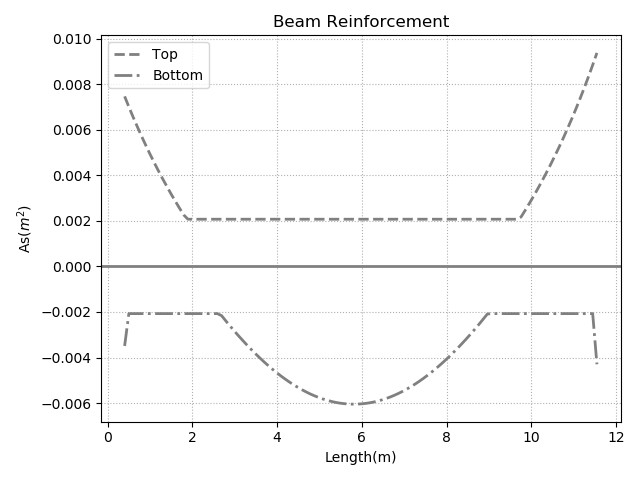 Beam Reinforcement
Top
Bottom
As(m²)
0.010
0.008
0.006
0.004
0.002
0.000
−0.002
−0.004
−0.006
0 2 4 6 8 10 12
Length(m)